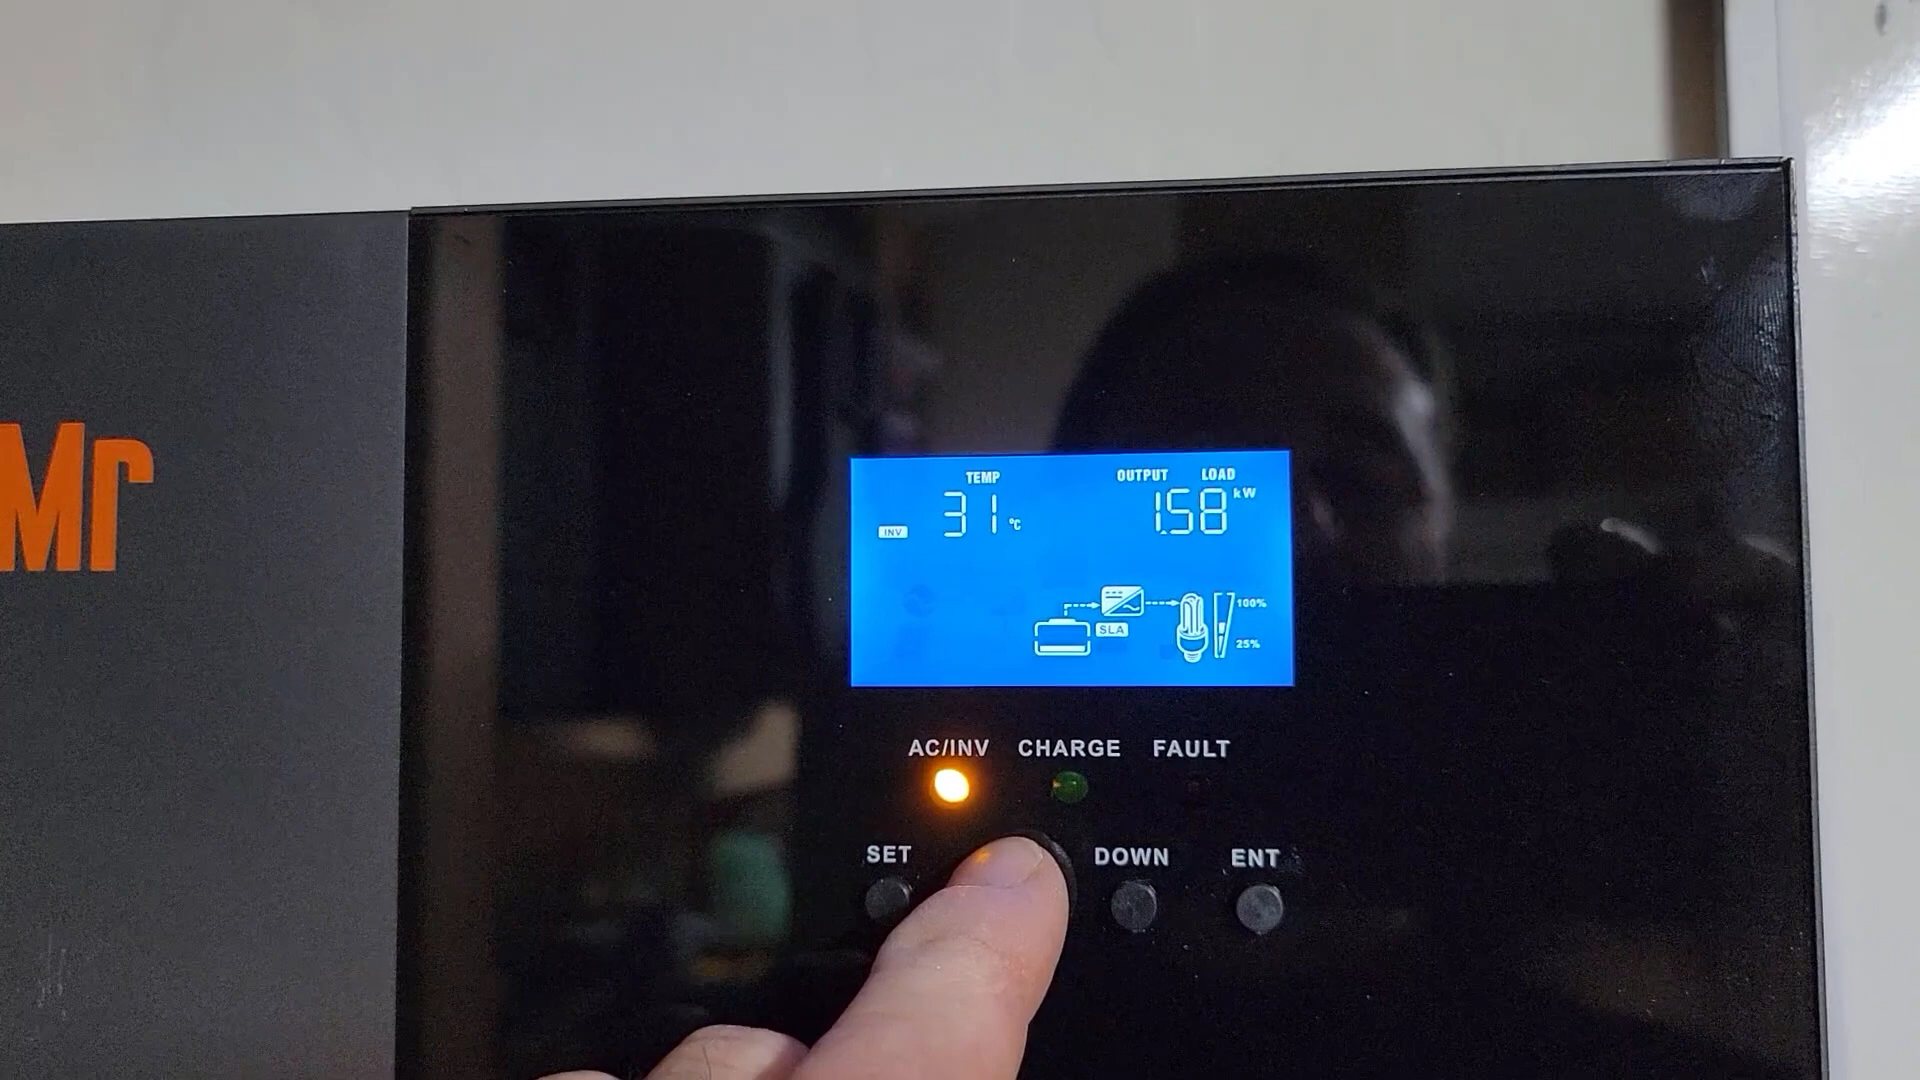 Mr
TEMP OUTPUT LOAD
INV 31 °C 1.58 kW
100%
SLA
25%
AC/INV CHARGE FAULT
SET DOWN ENT